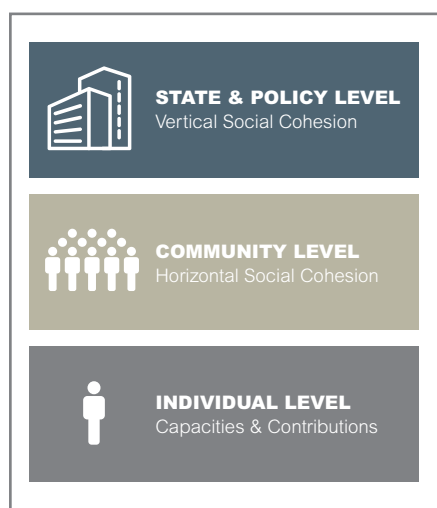 STATE & POLICY LEVEL
Vertical Social Cohesion
COMMUNITY LEVEL
Horizontal Social Cohesion
INDIVIDUAL LEVEL
Capacities & Contributions